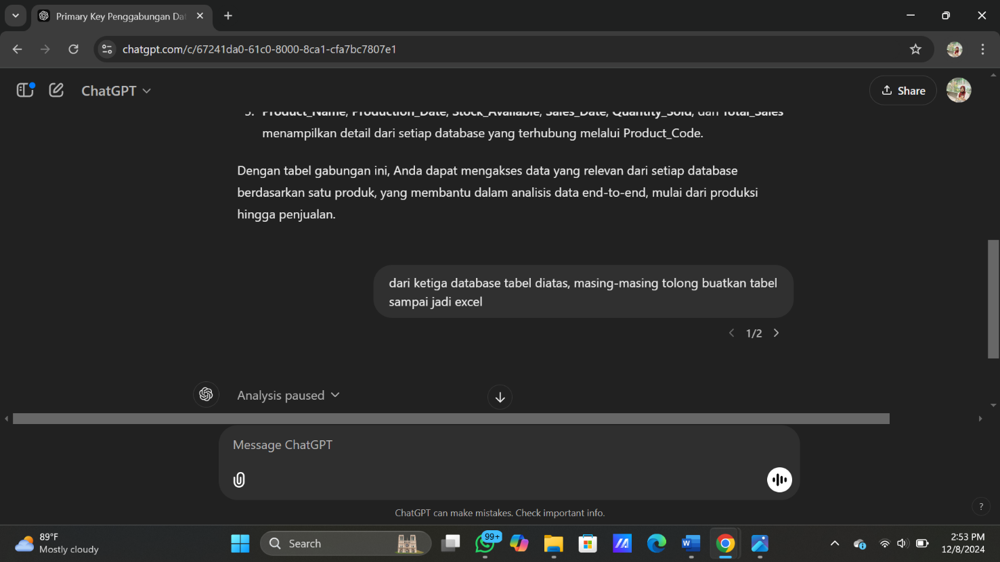 Primary Key Penggabungan Da
chatgpt.com/c/67241da0-61c0-8000-8ca1-cfa7bc7807e1
ChatGPT
Share
Product_Name, Production_Date, Stock_Available, Sales_Date, Quantity_Sold, dan Total_Sales
menampilkan detail dari setiap database yang terhubung melalui Product_Code.
Dengan tabel gabungan ini, Anda dapat mengakses data yang relevan dari setiap database
berdasarkan satu produk, yang membantu dalam analisis data end-to-end, mulai dari produksi
hingga penjualan.
dari ketiga database tabel diatas, masing-masing tolong buatkan tabel
sampai jadi excel
1/2
Analysis paused
Message ChatGPT
ChatGPT can make mistakes. Check important info.
?
89°F
Mostly cloudy
Search
99+
W
2:53 PM
12/8/2024